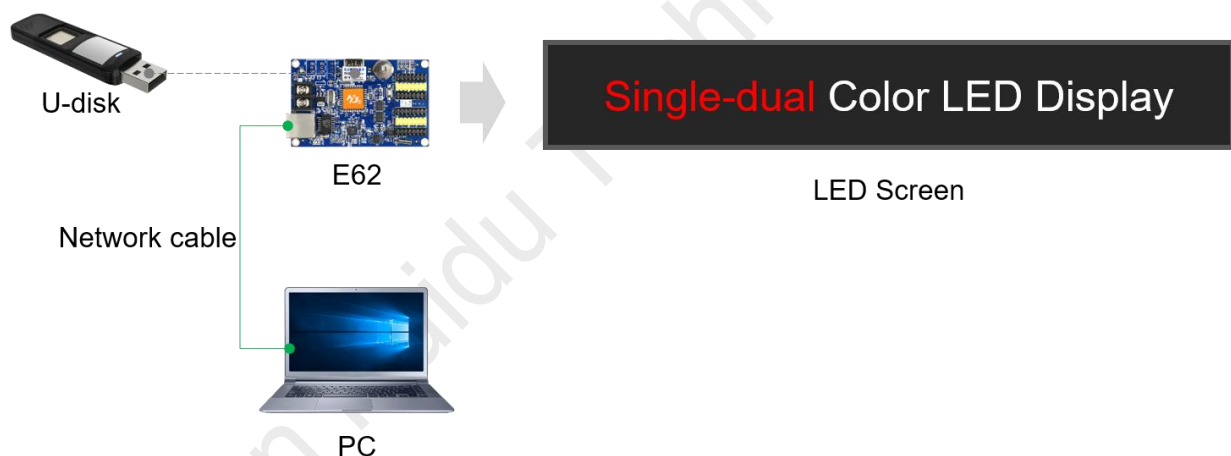 U-disk
E62
Single-dual Color LED Display
LED Screen
Network cable
PC